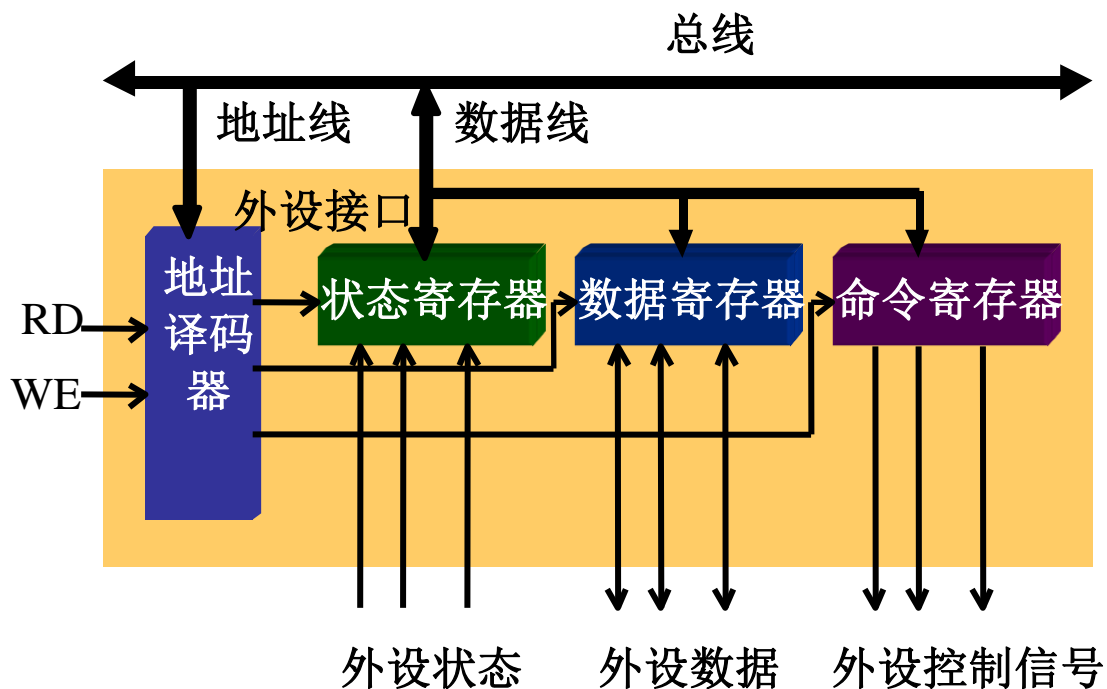 总线
地址线
数据线
外设接口
地址
译码
器
状态寄存器
数据寄存器
命令寄存器
RD
WE
外设状态
外设数据
外设控制信号